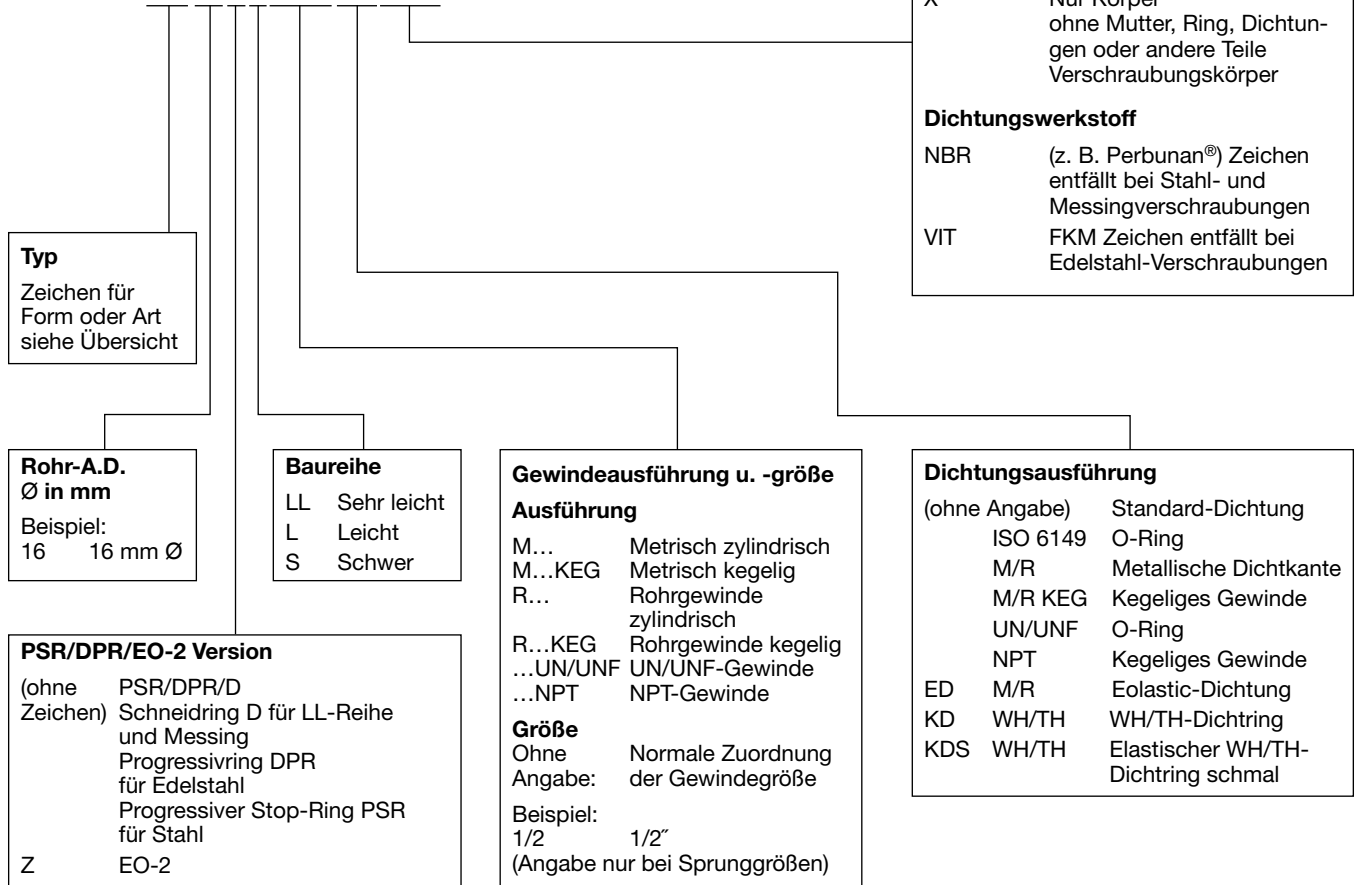 X Nur Körper
ohne Mutter, Ring, Dichtun-
gen oder andere Teile
Verschraubungskörper
Dichtungswerkstoff
NBR (z. B. Perbunan®) Zeichen
entfällt bei Stahl- und
Messingverschraubungen
VIT FKM Zeichen entfällt bei
Edelstahl-Verschraubungen
Typ
Zeichen für
Form oder Art
siehe Übersicht
Rohr-A.D.
Ø in mm
Beispiel:
16 16 mm Ø
Baureihe
LL Sehr leicht
L Leicht
S Schwer
PSR/DPR/EO-2 Version
(ohne PSR/DPR/D
Zeichen) Schneidring D für LL-Reihe
und Messing
Progressivring DPR
für Edelstahl
Progressiver Stop-Ring PSR
für Stahl
Z EO-2
Gewindeausführung u. -größe
Ausführung
M… Metrisch zylindrisch
M…KEG Metrisch kegelig
R… Rohrgewinde
zylindrisch
R…KEG Rohrgewinde kegelig
…UN/UNF UN/UNF-Gewinde
…NPT NPT-Gewinde
Größe
Ohne Normale Zuordnung
Angabe: der Gewindegröße
Beispiel:
1/2 1/2˝
(Angabe nur bei Sprunggrößen)
Dichtungsausführung
(ohne Angabe) Standard-Dichtung
ISO 6149 O-Ring
M/R Metallische Dichtkante
M/R KEG Kegeliges Gewinde
UN/UNF O-Ring
NPT Kegeliges Gewinde
ED M/R Eolastic-Dichtung
KD WH/TH WH/TH-Dichtring
KDS WH/TH Elastischer WH/TH-
Dichtring schmal